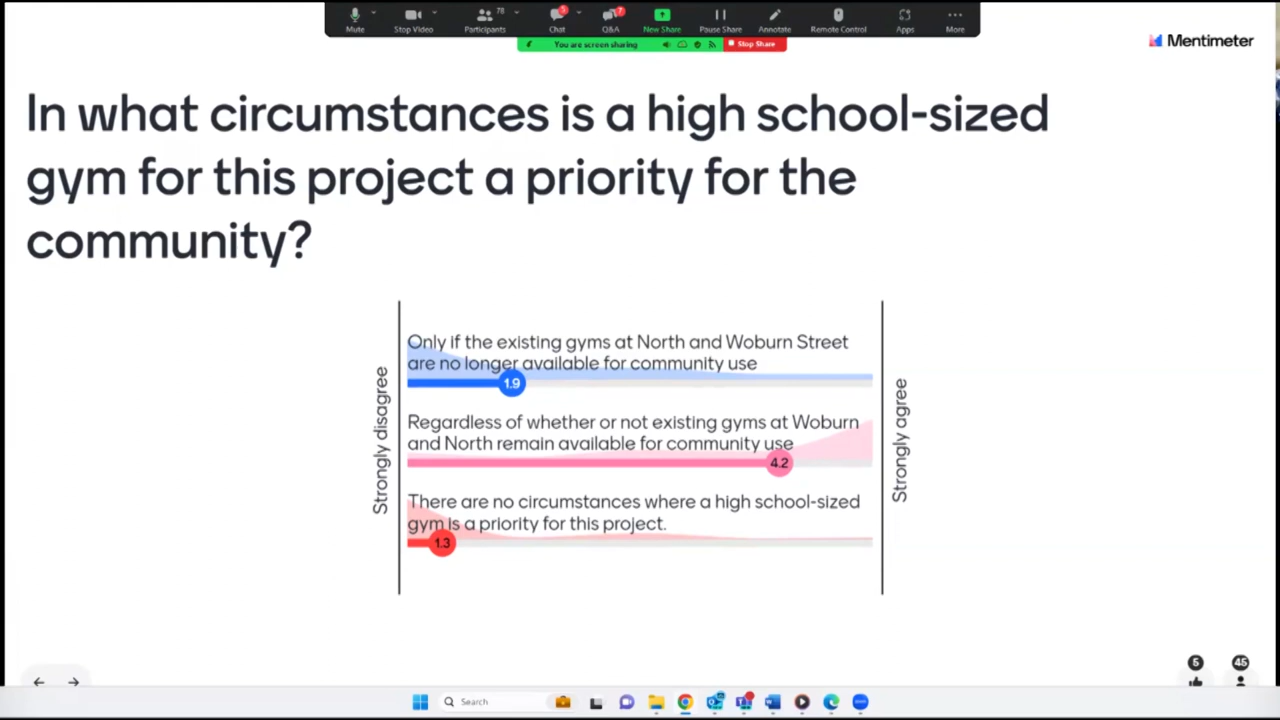 78
5
7
Mute
Stop Video
Participants
Chat
Q&A
New Share
Pause Share
Annotate
Remote Control
Apps
More
You are screen sharing
Stop Share
Mentimeter
In what circumstances is a high school-sized
gym for this project a priority for the
community?
Strongly disagree
Only if the existing gyms at North and Woburn Street
are no longer available for community use
1.9
Regardless of whether or not existing gyms at Woburn
and North remain available for community use
4.2
There are no circumstances where a high school-sized
gym is a priority for this project.
1.3
Strongly agree
5
45
Search